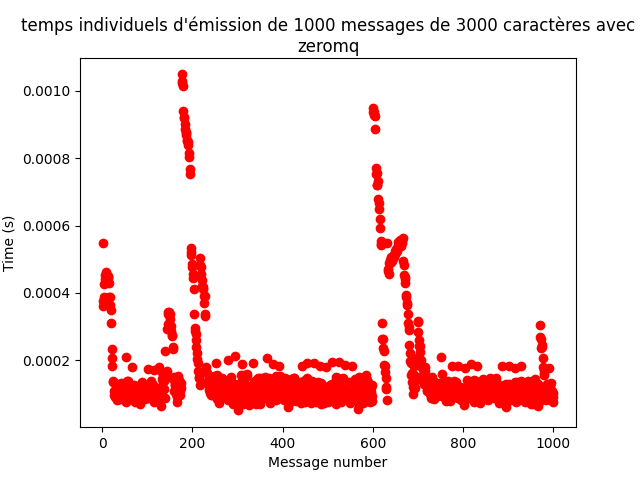 temps individuels d'émission de 1000 messages de 3000 caractères avec
zeromq
0.0010
0.0008
0.0006
0.0004
0.0002
Time (s)
0 200 400 600 800 1000
Message number